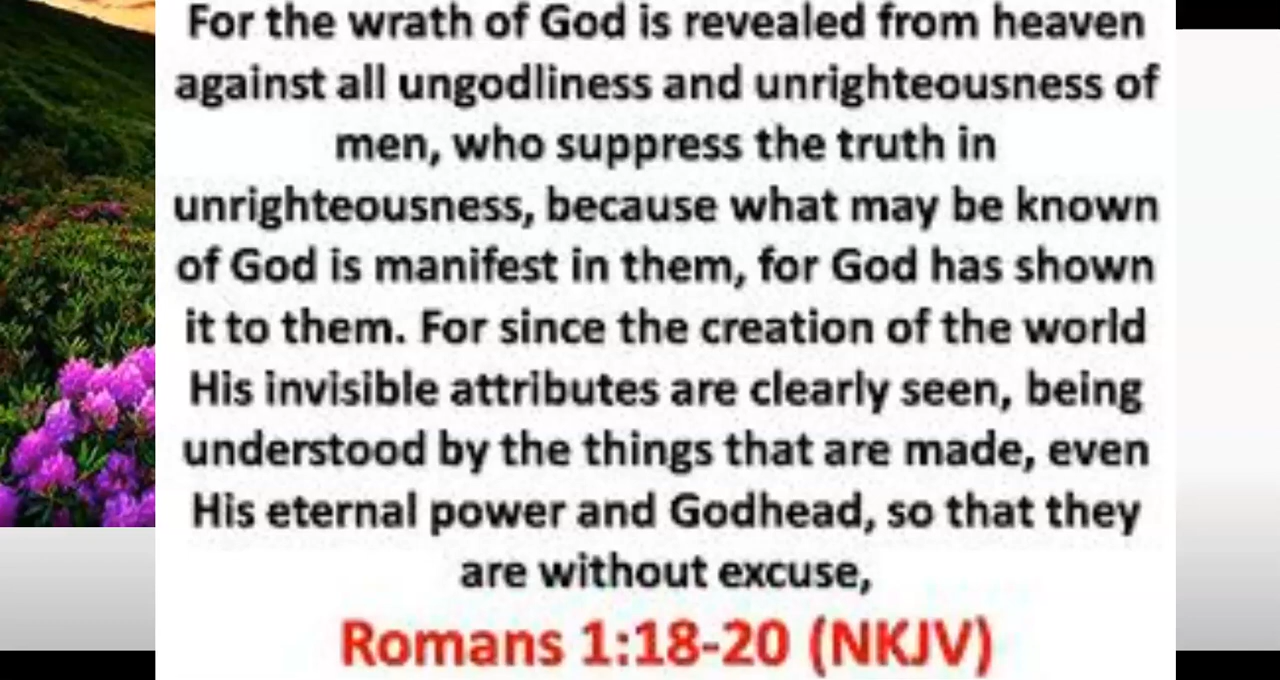 For the wrath of God is revealed from heaven
against all ungodliness and unrighteousness of
men, who suppress the truth in
unrighteousness, because what may be known
of God is manifest in them, for God has shown
it to them. For since the creation of the world
His invisible attributes are clearly seen, being
understood by the things that are made, even
His eternal power and Godhead, so that they
are without excuse,
Romans 1:18-20 (NKJV)